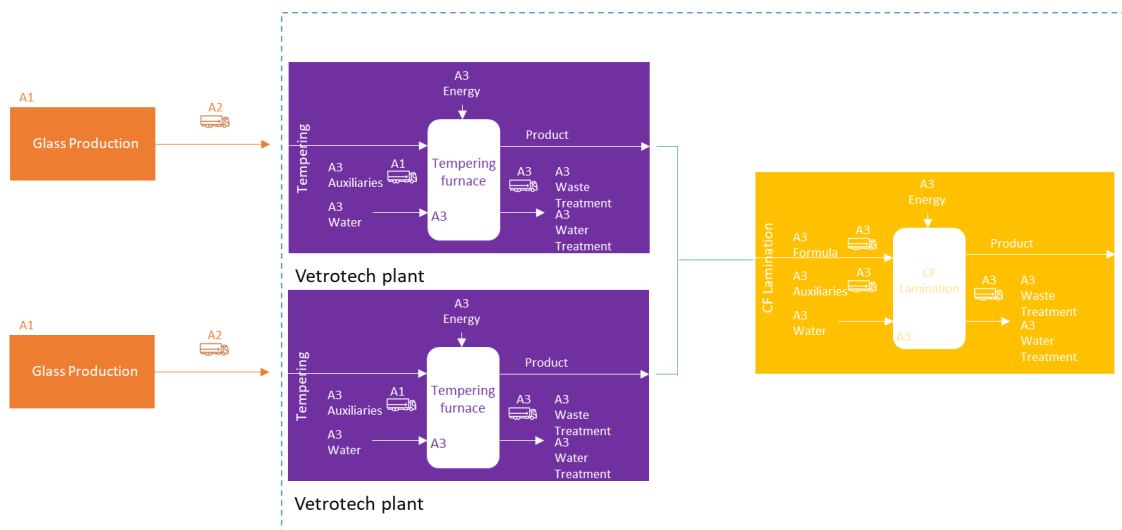 A1
Glass Production
A2
Tempering
A3
Energy
A3
Auxiliaries
A1
A3
Water
Tempering
furnace
A3
Product
A3
A3
Waste
Treatment
A3
Water
Treatment
Vetrotech plant
A1
Glass Production
A2
Tempering
A3
Energy
A3
Auxiliaries
A1
A3
Water
Tempering
furnace
A3
Product
A3
A3
Waste
Treatment
A3
Water
Treatment
Vetrotech plant
CF Lamination
A3
Energy
A3
Formula
A3
A3
Auxiliaries
A3
A3
Water
CF
Lamination
A3
Product
A3
A3
Waste
Treatment
A3
Water
Treatment